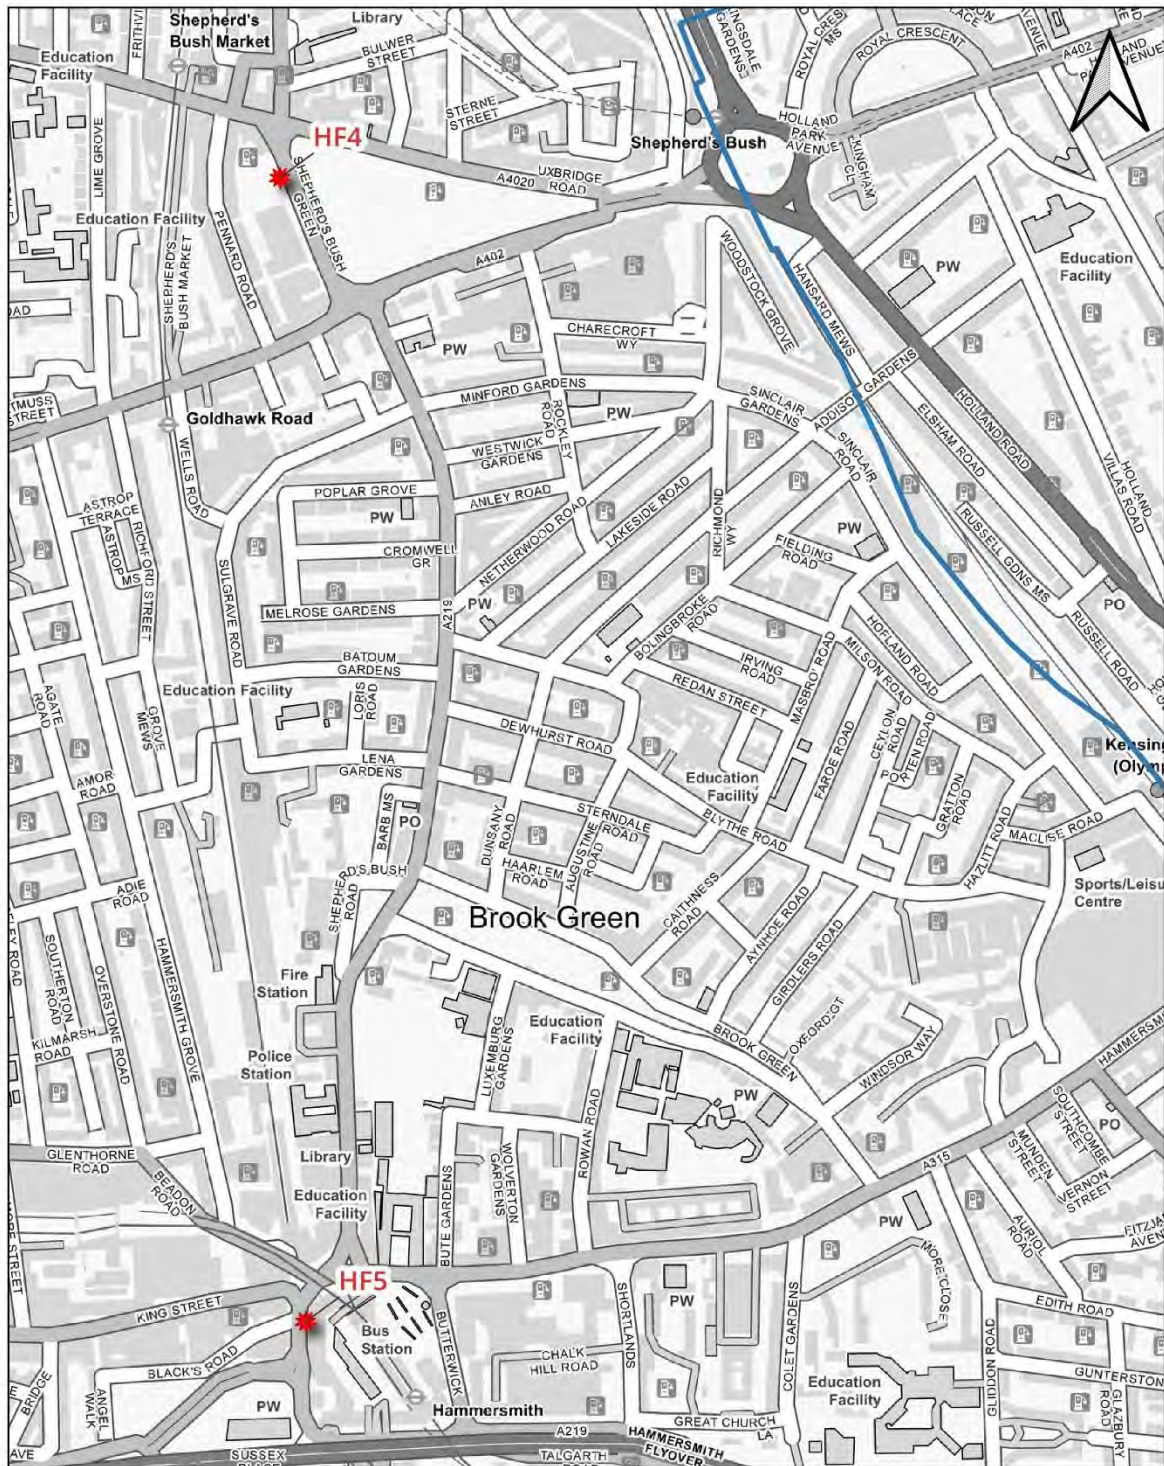 Shepherd's
Bush Market
Library
Education
Facility
FRITHVIL
BULWER
STREET
STERNE
STREET
ROYAL CRESCENT
A402
HOLLAND
PARK
AVENUE
Shepherd's Bush
HF4
LIME GROVE
SHEPHERD'S
BUSH
GREEN
A4020
UXBRIDGE
ROAD
Education Facility
PENNARD ROAD
SHEPHERD'S
BUSH MARKET
A402
WOODSTOCK GROVE
HANSARD MEWS
PW
Education
Facility
CHARECROFT
WY
PW
MINFORD GARDENS
ROCKLEY
ROAD
PW
SINCLAIR
GARDENS
ELSHAM ROAD
HOLLAND ROAD
HOLLAND
VILLAS ROAD
Goldhawk Road
WELLS ROAD
WESTWICK
GARDENS
SINCLAIR
ROAD
POPLAR GROVE
ANLEY ROAD
PW
ASTROP
TERRACE
ASTROP
MS
RICHFORD STREET
CROMWELL
GR
NETHERWOOD ROAD
LAKESIDE ROAD
RICHMOND
WY
PW
FIELDING
ROAD
RUSSELL GDNS MS
PO
MELROSE GARDENS
A219
PW
SULGRAVE ROAD
BOLINGBROKE
ROAD
HOFLAND ROAD
RUSSELL ROAD
BATOUM
GARDENS
IRVING
ROAD
MILSON ROAD
MASBRO' ROAD
Education Facility
LORIS
ROAD
REDAN STREET
AGATE
ROAD
GROVE
MEWS
DEWHURST ROAD
CEYLON
ROAD
FAROE ROAD
LENA
GARDENS
Education
Facility
AMOR
ROAD
BARB MS
PO
DUNSANY
ROAD
STERNDALE
ROAD
BLYTHE ROAD
GRATTON
ROAD
HAZLITT ROAD
MACLISE ROAD
HAARLEM
ROAD
AUGUSTINE
ROAD
SHEPHERD'S BUSH
ROAD
ADIE
ROAD
CAITHNESS
ROAD
AYNHOE ROAD
GIRDLERS ROAD
Brook Green
SOUTHERTON
ROAD
OVERSTONE ROAD
HAMMERSMITH GROVE
Fire
Station
KILMARSH
ROAD
Police
Station
LUXEMBURG
GARDENS
Education
Facility
BROOK GREEN
WINDSOR WAY
ROWAN ROAD
PW
SOUTHCOMBE
STREET
PO
MUNDEN
STREET
VERNON
STREET
GLENTHORNE
ROAD
BEADON
ROAD
Library
WOLVERTON
GARDENS
A315
Education
Facility
BUTE GARDENS
PW
AURIOL
ROAD
HF5
KING STREET
PW
SHORTLANDS
COLET GARDENS
EDITH ROAD
BLACK'S ROAD
Bus
Station
BUTTERWICK
CHALK
HILL ROAD
GLIDDON ROAD
BRIDGE
ANGEL
WALK
PW
Hammersmith
Education
Facility
GUNTERSTON
GLAZBURY
ROAD
GREAT CHURCH
LA
A219
HAMMERSMITH
FLYOVER
SUSSEX
TALGARTH